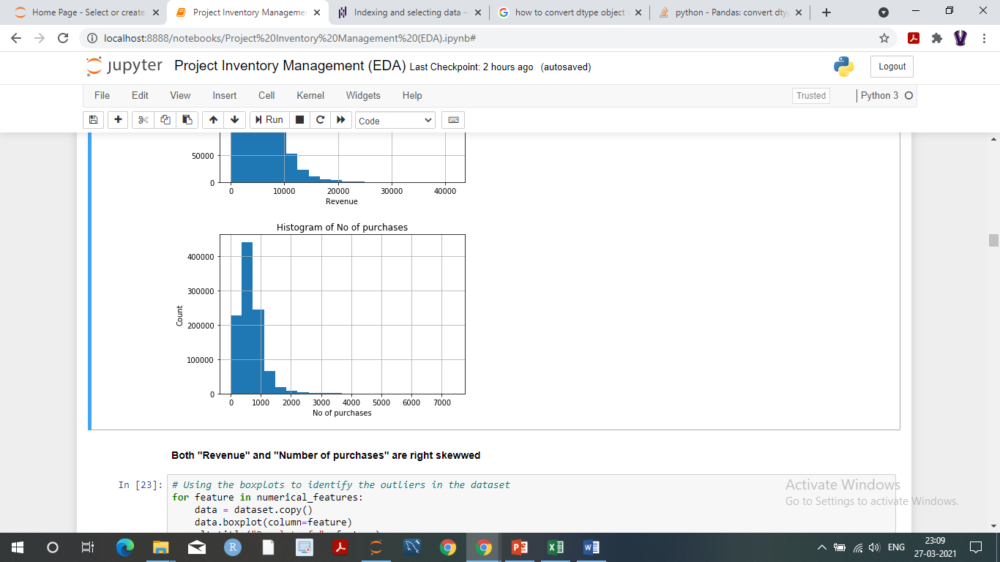 Home Page - Select or create
Project Inventory Manageme
Indexing and selecting data –
how to convert dtype object
python - Pandas: convert dty
localhost:8888/notebooks/Project%20Inventory%20Management%20(EDA).ipynb#
jupyter Project Inventory Management (EDA) Last Checkpoint: 2 hours ago (autosaved)
Logout
File Edit View Insert Cell Kernel Widgets Help
Trusted
Python 3
Run
Code
50000
0
0 10000 20000 30000 40000
Revenue
Histogram of No of purchases
400000
300000
200000
100000
0
Count
0 1000 2000 3000 4000 5000 6000 7000
No of purchases
Both "Revenue" and "Number of purchases" are right skewwed
In [23]: # Using the boxplots to identify the outliers in the dataset
for feature in numerical_features:
data = dataset.copy()
data.boxplot(column=feature)
Activate Windows
Go to Settings to activate Windows.
ENG
23:09
27-03-2021